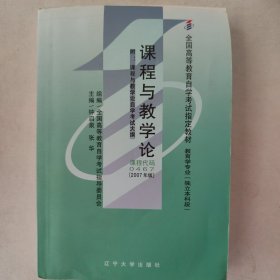 全国高等教育自学考试指定教材
教育学专业(独立本科段)
课程与教学论
附:课程与教学论自学考试大纲
课程代码
0467
(2007年版)
组编/全国高等教育自学考试指导委员会
主编/钟启泉 张华
辽宁大学出版社